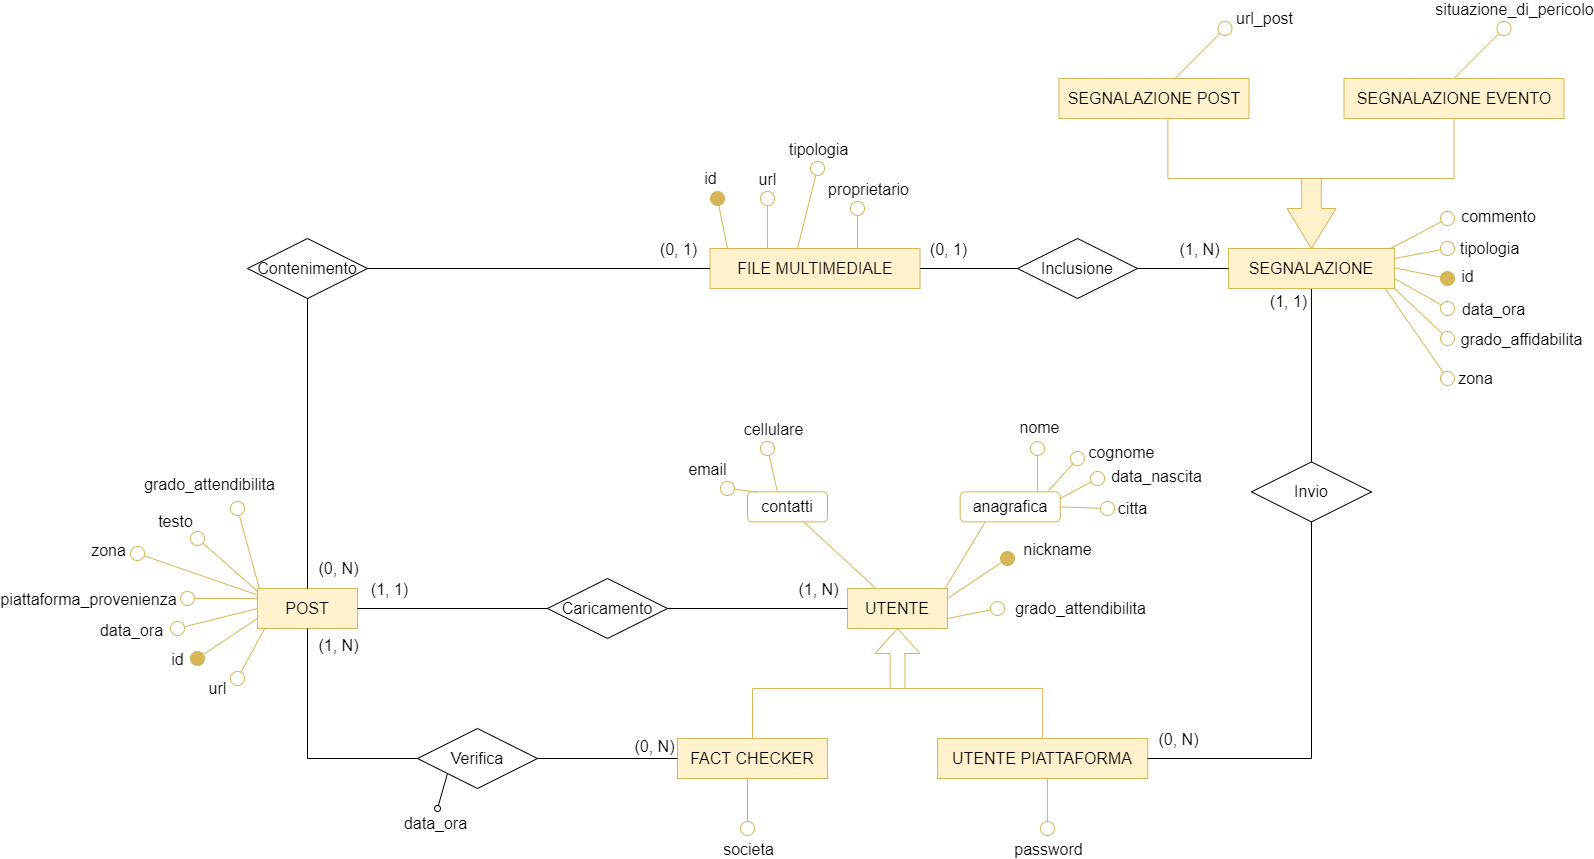 situazione_di_pericolo
url_post
SEGNALAZIONE POST
SEGNALAZIONE EVENTO
tipologia
id
url
proprietario
commento
(0, 1)
(0, 1)
(1, N)
tipologia
Contenimento
FILE MULTIMEDIALE
Inclusione
SEGNALAZIONE
id
(1, 1)
data_ora
grado_affidabilita
zona
cellulare
nome
cognome
email
data_nascita
grado_attendibilita
contatti
anagrafica
citta
Invio
testo
zona
nickname
(0, N)
(1, 1)
(1, N)
piattaforma_provenienza
POST
Caricamento
UTENTE
grado_attendibilita
data_ora
(1, N)
id
url
(0, N)
(0, N)
Verifica
FACT CHECKER
UTENTE PIATTAFORMA
data_ora
societa
password